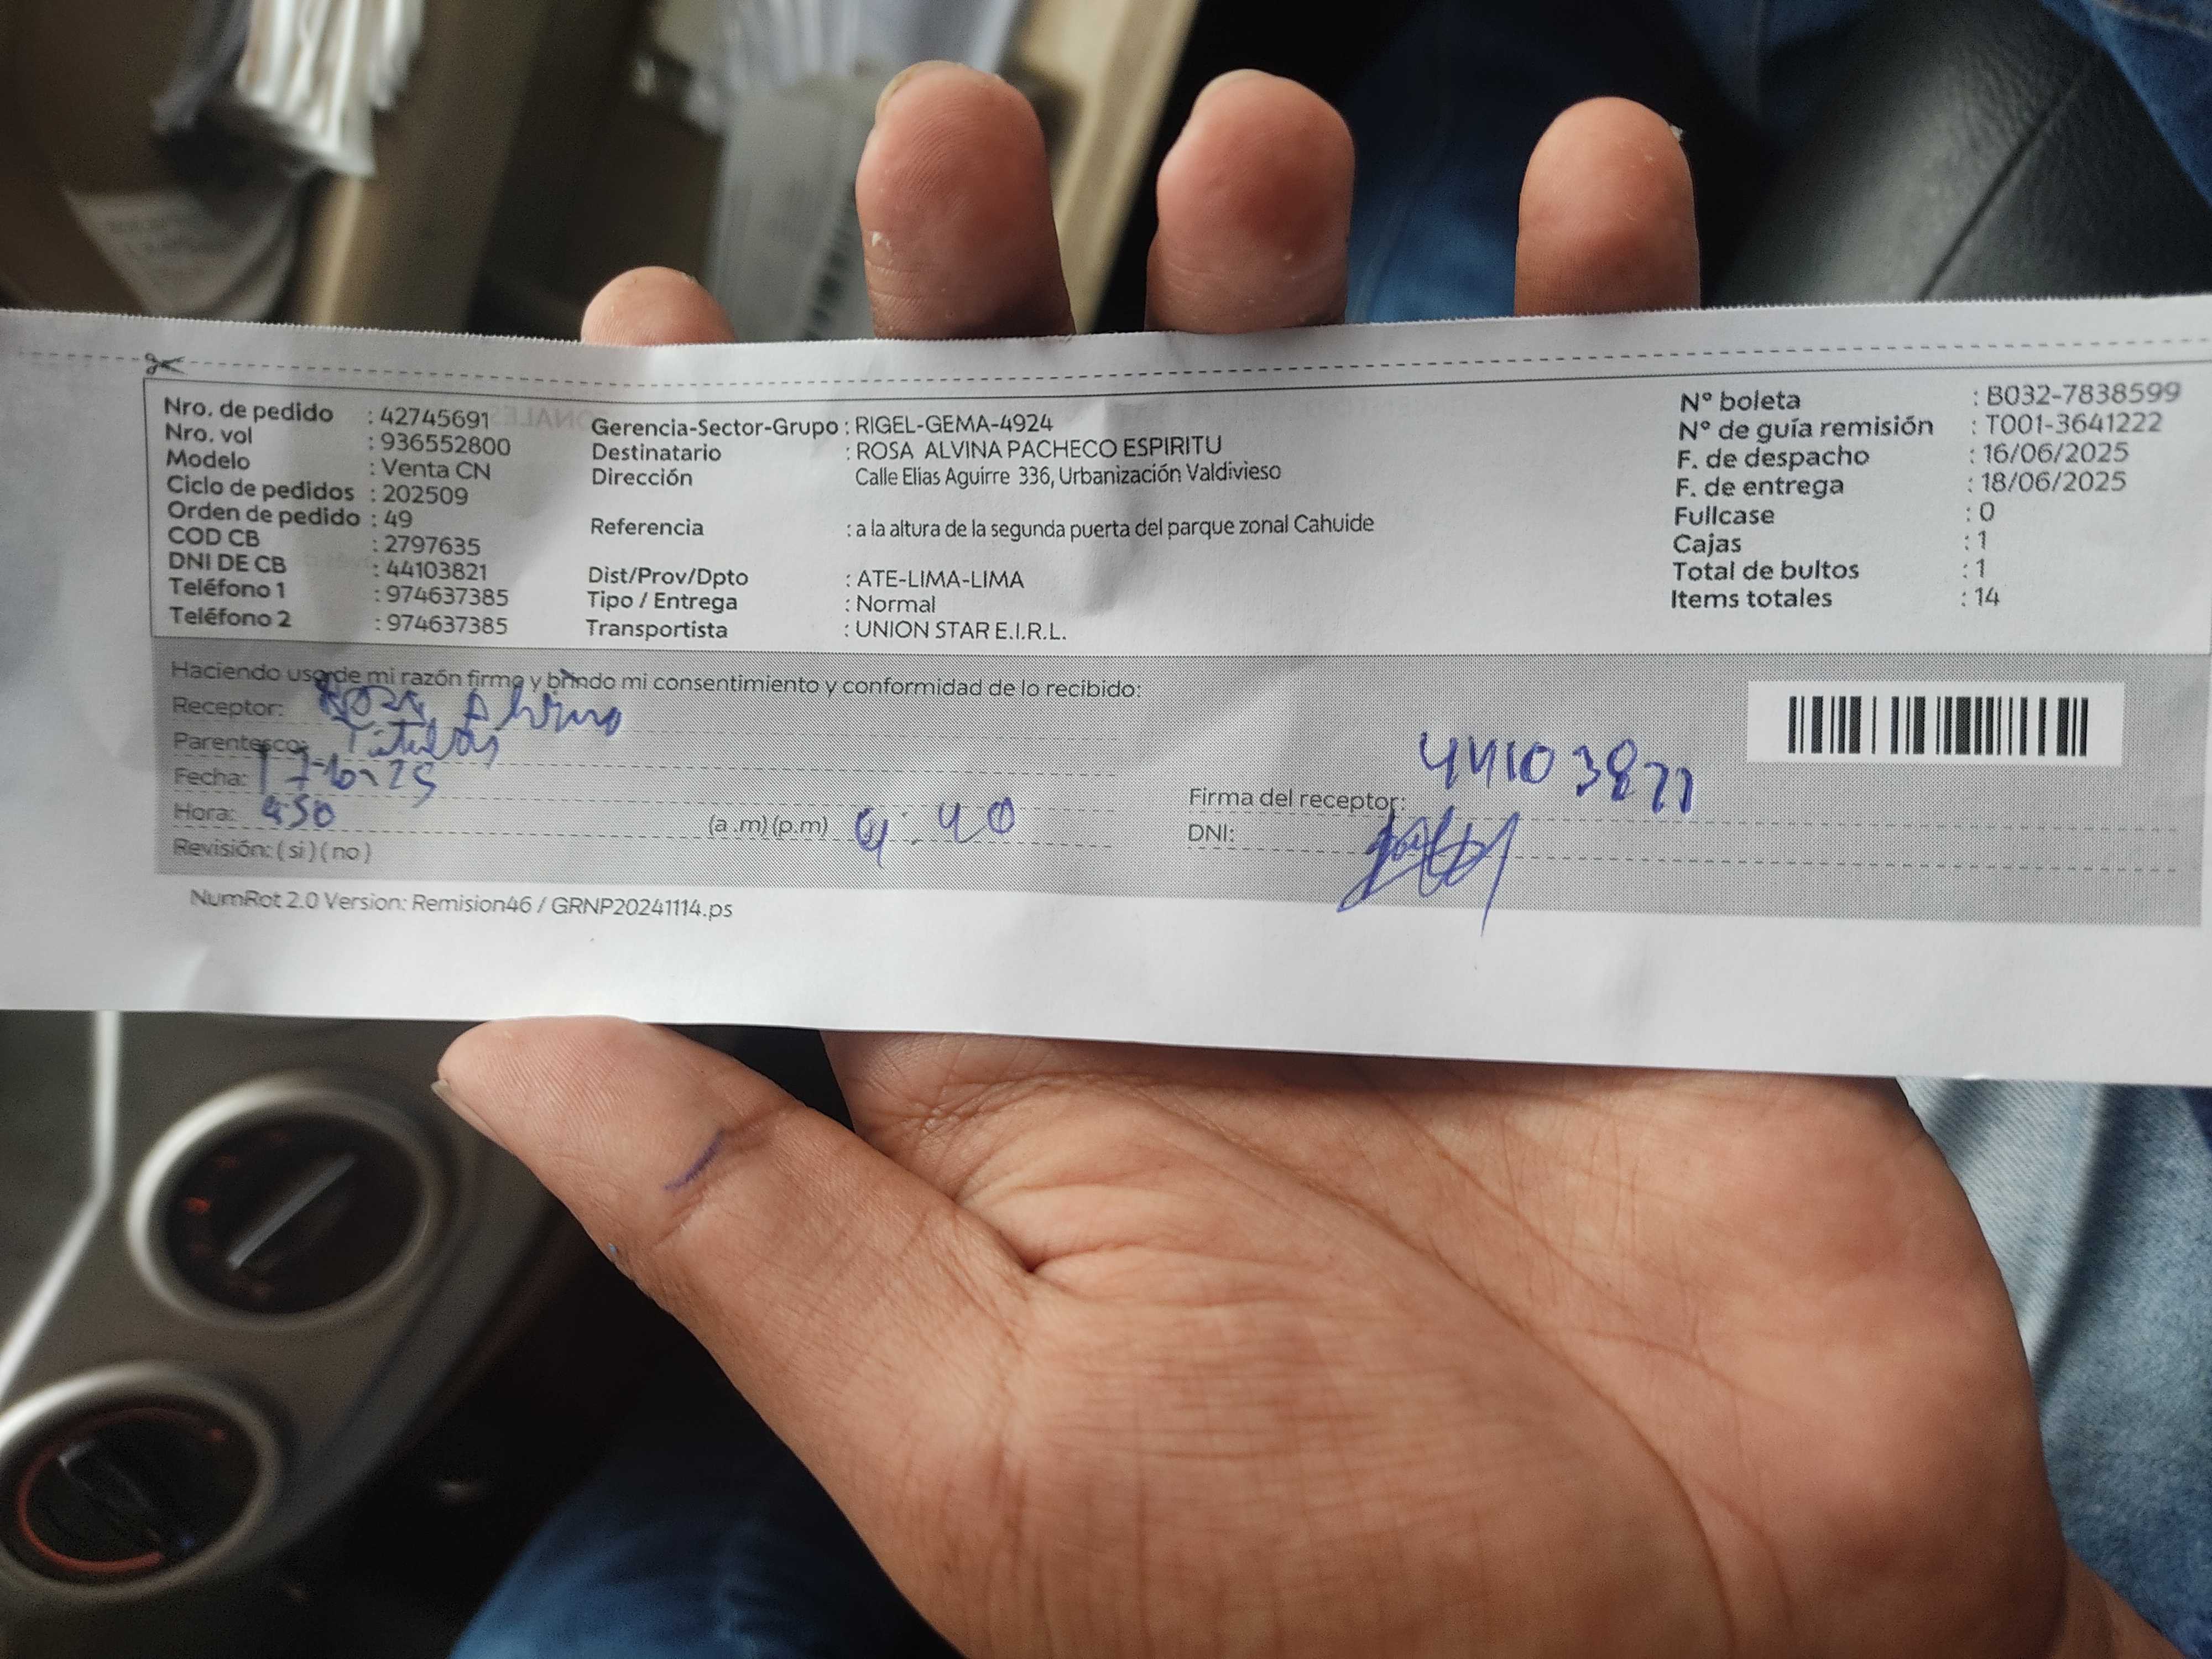 Nro. de pedido : 42745691
Nro. vol : 936552800
Modelo : Venta CN
Ciclo de pedidos : 202509
Orden de pedido : 49
COD CB : 2797635
DNI DE CB : 44103821
Teléfono 1 : 974637385
Teléfono 2 : 974637385
Gerencia-Sector-Grupo : RIGEL-GEMA-4924
Destinatario : ROSA ALVINA PACHECO ESPIRITU
Dirección Calle Elias Aguirre 336, Urbanización Valdivieso
Referencia : a la altura de la segunda puerta del parque zonal Cahuide
Dist/Prov/Dpto : ATE-LIMA-LIMA
Tipo / Entrega : Normal
Transportista : UNION STAR E.I.R.L.
N° boleta : B032-7838599
N° de guía remisión : T001-3641222
F. de despacho : 16/06/2025
F. de entrega : 18/06/2025
Fullcase : 0
Cajas : 1
Total de bultos : 1
Items totales : 14
Haciendo uso de mi razón firmo y brindo mi consentimiento y conformidad de lo recibido:
Receptor: Rosa
Parentesco: Titular
Fecha:
Hora: 4:50 (a.m) (p.m)
Revisión: ( si ) ( no )
Firma del receptor:
DNI:
NumRot 2.0 Version: Remision46 / GRNP20241114.ps